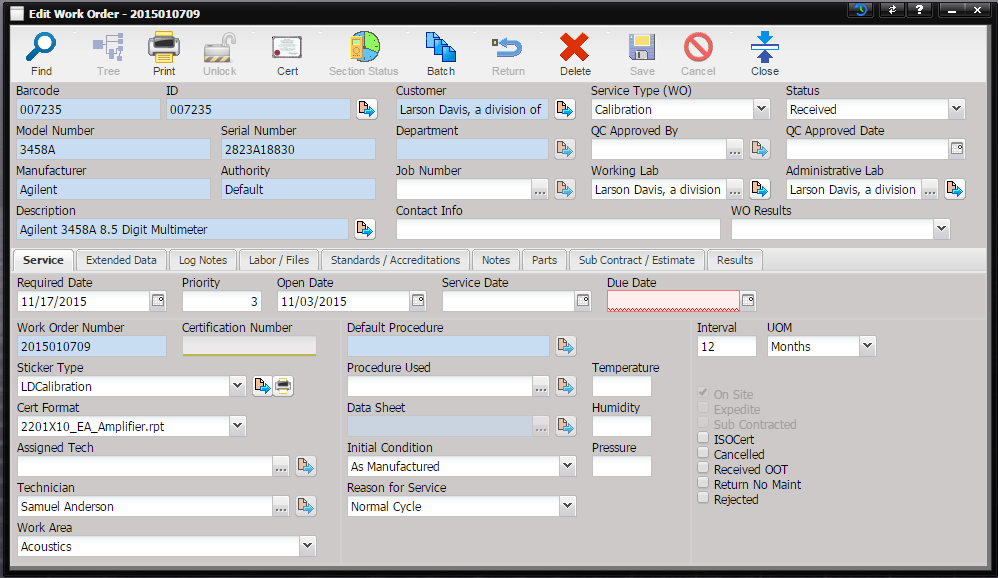 Edit Work Order - 2015010709
Find Tree Print Unlock Cert Section Status Batch Return Delete Save Cancel Close
Barcode ID Customer Service Type (WO) Status
007235 007235 Larson Davis, a division of Calibration Received
Model Number Serial Number Department QC Approved By QC Approved Date
3458A 2823A18830 ...
Manufacturer Authority Job Number Working Lab Administrative Lab
Agilent Default ... Larson Davis, a division ... Larson Davis, a division ...
Description Contact Info WO Results
Agilent 3458A 8.5 Digit Multimeter
Service Extended Data Log Notes Labor / Files Standards / Accreditations Notes Parts Sub Contract / Estimate Results
Required Date Priority Open Date Service Date Due Date
11/17/2015 3 11/03/2015
Work Order Number Certification Number Default Procedure Interval UOM
2015010709 12 Months
Sticker Type Procedure Used Temperature
LDCalibration ...
On Site
Cert Format Data Sheet Humidity Expedite
2201X10_EA_Amplifier.rpt ... Sub Contracted
ISOCert
Assigned Tech Initial Condition Pressure Cancelled
... As Manufactured Received OOT
Technician Reason for Service Return No Maint
Samuel Anderson ... Normal Cycle Rejected
Work Area
Acoustics